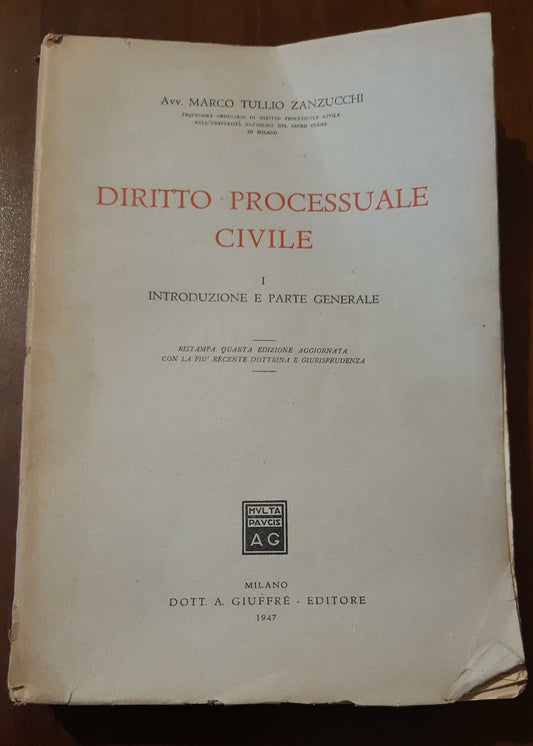 Avv. MARCO TULLIO ZANZUCCHI
PROFESSORE ORDINARIO DI DIRITTO PROCESSUALE CIVILE
NELL'UNIVERSITÀ CATTOLICA DEL SACRO CUORE
IN MILANO
DIRITTO PROCESSUALE
CIVILE
I
INTRODUZIONE E PARTE GENERALE
RISTAMPA QUARTA EDIZIONE AGGIORNATA
CON LA PIU' RECENTE DOTTRINA E GIURISPRUDENZA
MVLTA
PAVCIS
AG
MILANO
DOTT. A. GIUFFRÈ - EDITORE
1947